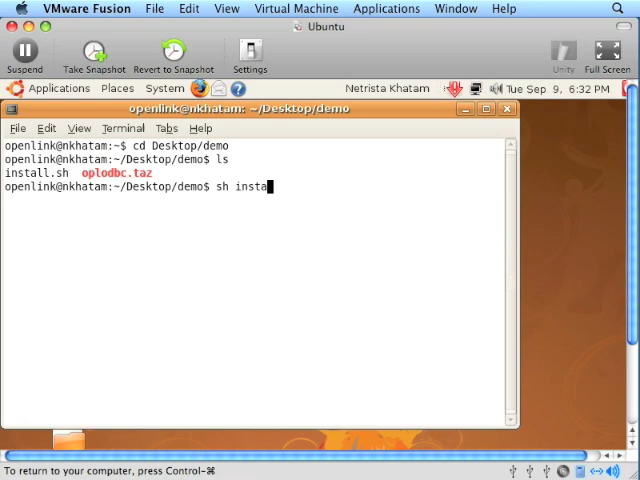 VMware Fusion File Edit View Virtual Machine Applications Window Help
Ubuntu
Suspend Take Snapshot Revert to Snapshot Settings Unity Full Screen
Applications Places System Netrista Khatam Tue Sep 9, 6:32 PM
openlink@nkhatam: ~/Desktop/demo
File Edit View Terminal Tabs Help
openlink@nkhatam:~$ cd Desktop/demo
openlink@nkhatam:~/Desktop/demo$ ls
install.sh oplodbc.taz
openlink@nkhatam:~/Desktop/demo$ sh insta
To return to your computer, press Control-⌘